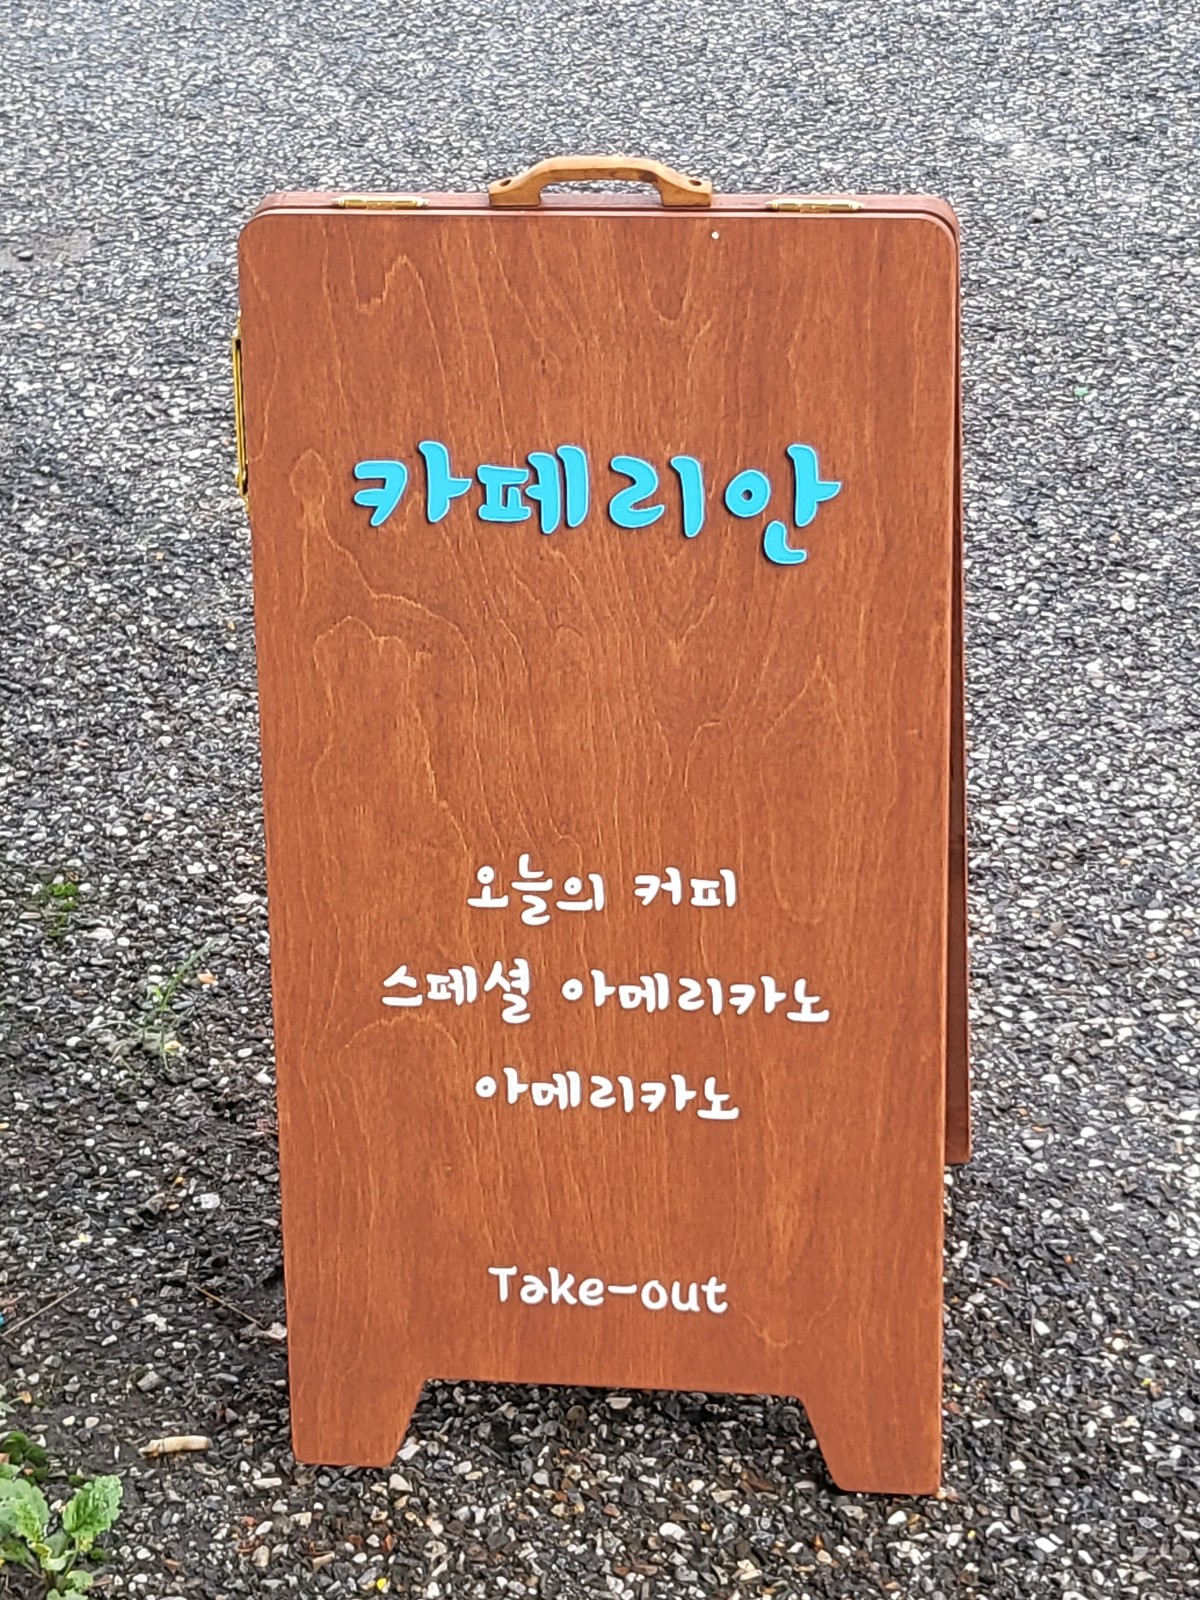 카페리안
오늘의 커피
스페셜 아메리카노
아메리카노
Take-out